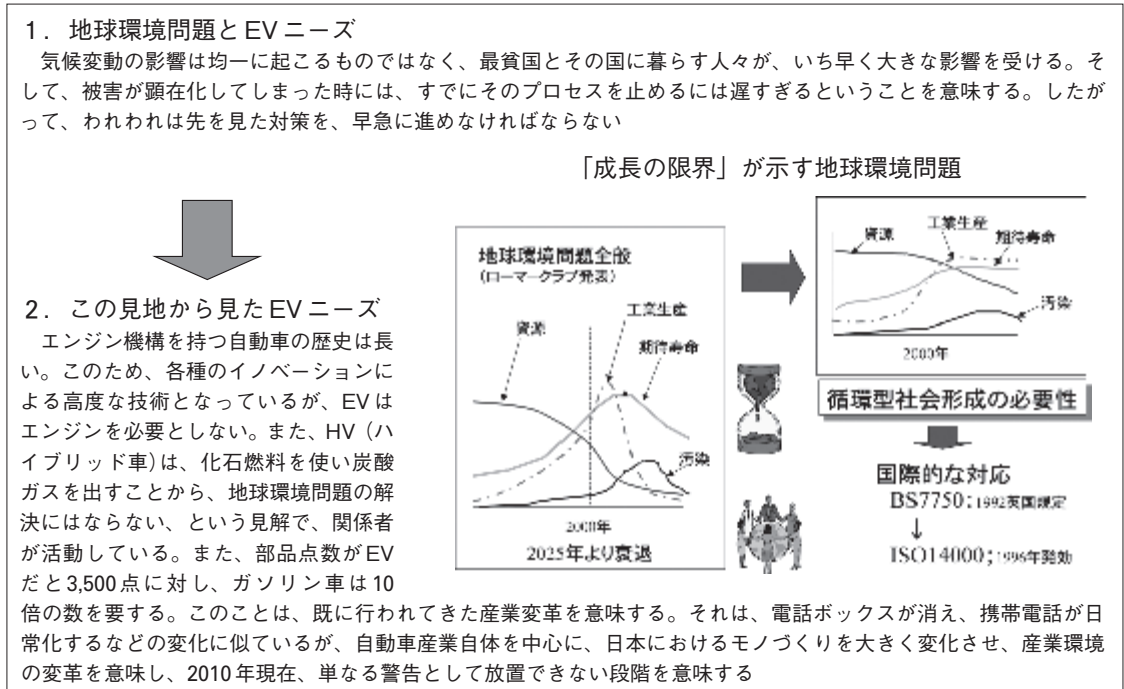 1．地球環境問題とEVニーズ
気候変動の影響は均一に起こるものではなく、最貧国とその国に暮らす人々が、いち早く大きな影響を受ける。そ
して、被害が顕在化してしまった時には、すでにそのプロセスを止めるには遅すぎるということを意味する。したが
って、われわれは先を見た対策を、早急に進めなければならない
「成長の限界」が示す地球環境問題
地球環境問題全般
(ローマークラブ発表)
資源
工業生産
期待寿命
汚染
2000年
2025年より衰退
資源
工業生産
期待寿命
汚染
2000年
循環型社会形成の必要性
国際的な対応
BS7750；1992英国規定
↓
ISO14000；1996年発効
2．この見地から見たEVニーズ
エンジン機構を持つ自動車の歴史は長
い。このため、各種のイノベーションに
よる高度な技術となっているが、EVは
エンジンを必要としない。また、HV（ハ
イブリッド車）は、化石燃料を使い炭酸
ガスを出すことから、地球環境問題の解
決にはならない、という見解で、関係者
が活動している。また、部品点数がEV
だと3,500点に対し、ガソリン車は10
倍の数を要する。このことは、既に行われてきた産業変革を意味する。それは、電話ボックスが消え、携帯電話が日
常化するなどの変化に似ているが、自動車産業自体を中心に、日本におけるモノづくりを大きく変化させ、産業環境
の変革を意味し、2010年現在、単なる警告として放置できない段階を意味する